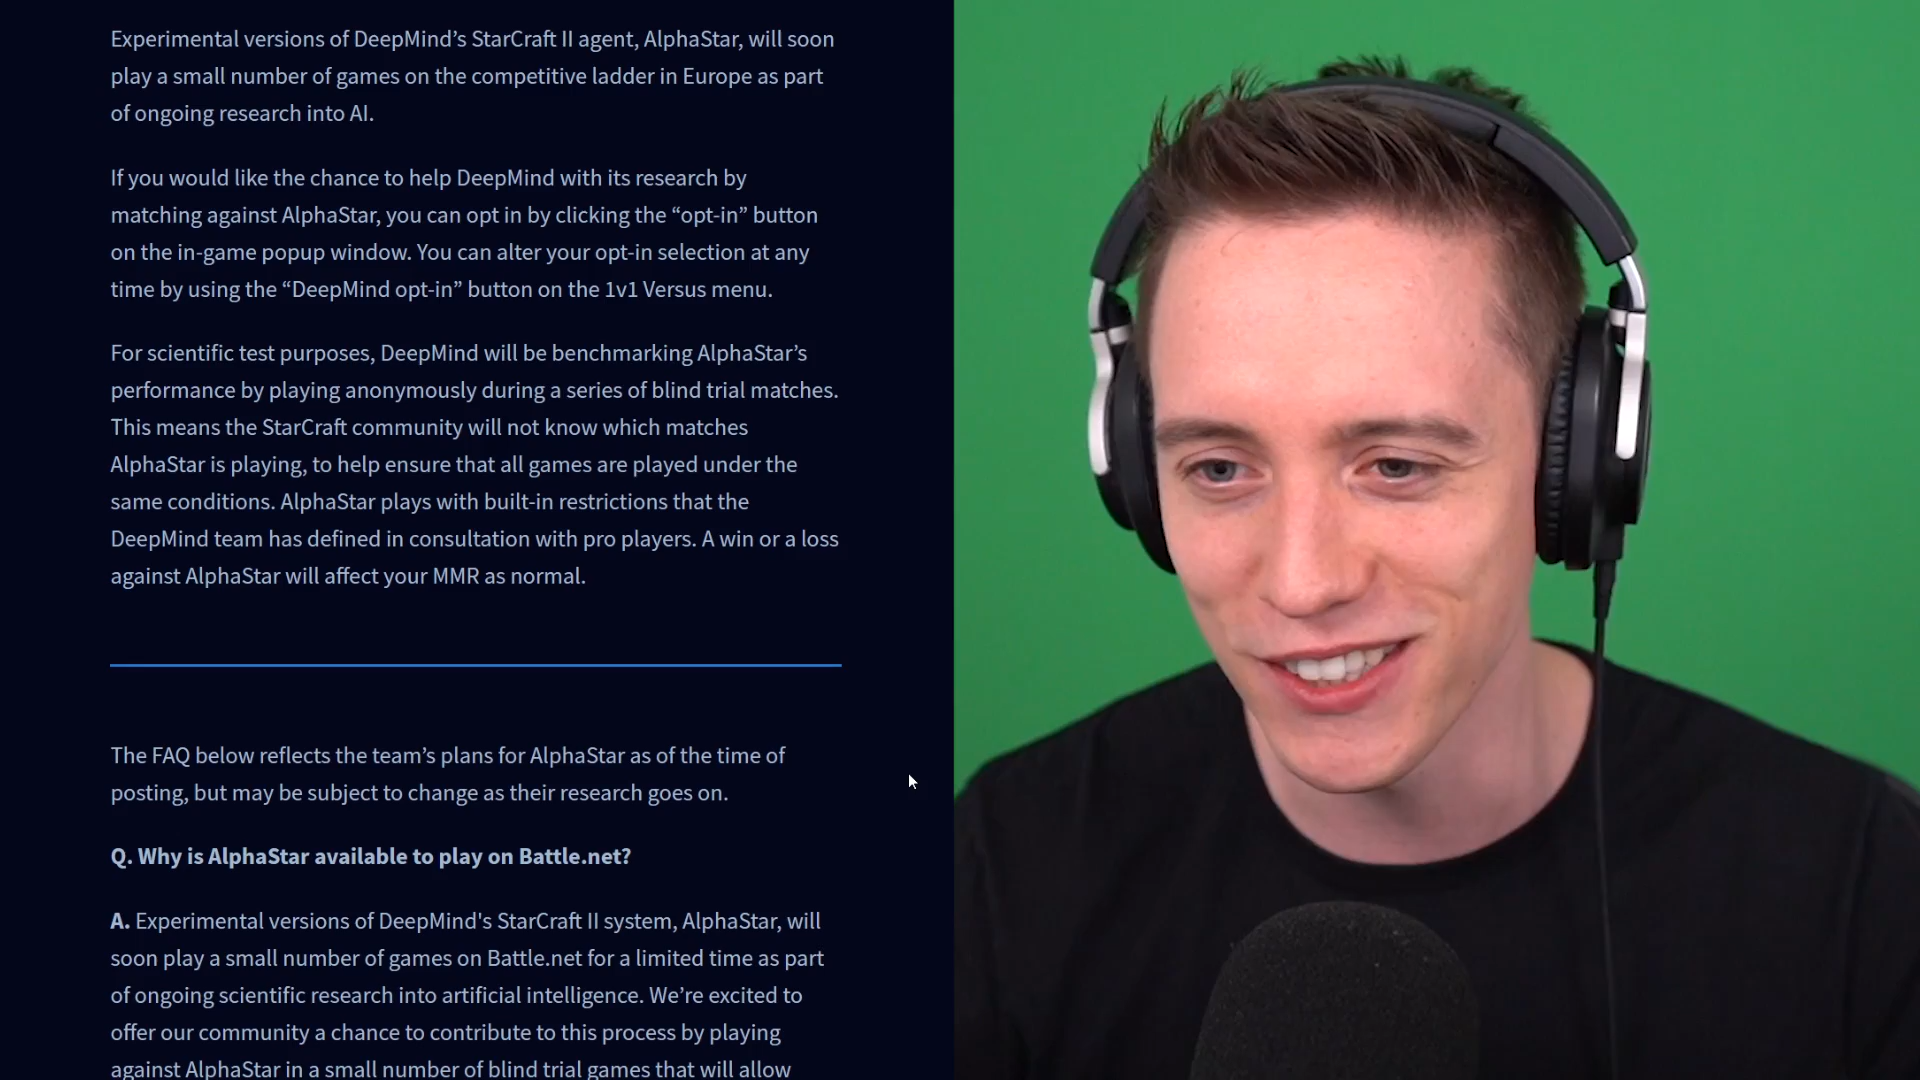 Experimental versions of DeepMind’s StarCraft II agent, AlphaStar, will soon
play a small number of games on the competitive ladder in Europe as part
of ongoing research into AI.
If you would like the chance to help DeepMind with its research by
matching against AlphaStar, you can opt in by clicking the “opt-in” button
on the in-game popup window. You can alter your opt-in selection at any
time by using the “DeepMind opt-in” button on the 1v1 Versus menu.
For scientific test purposes, DeepMind will be benchmarking AlphaStar’s
performance by playing anonymously during a series of blind trial matches.
This means the StarCraft community will not know which matches
AlphaStar is playing, to help ensure that all games are played under the
same conditions. AlphaStar plays with built-in restrictions that the
DeepMind team has defined in consultation with pro players. A win or a loss
against AlphaStar will affect your MMR as normal.
The FAQ below reflects the team’s plans for AlphaStar as of the time of
posting, but may be subject to change as their research goes on.
Q. Why is AlphaStar available to play on Battle.net?
A. Experimental versions of DeepMind's StarCraft II system, AlphaStar, will
soon play a small number of games on Battle.net for a limited time as part
of ongoing scientific research into artificial intelligence. We’re excited to
offer our community a chance to contribute to this process by playing
against AlphaStar in a small number of blind trial games that will allow